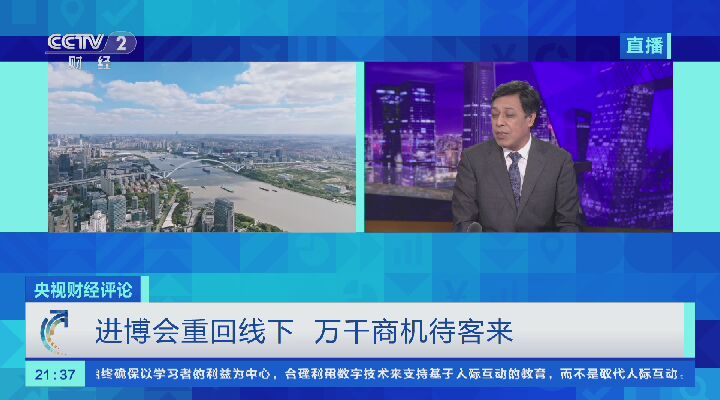 CCTV 2
财经
直播
央视财经评论
进博会重回线下 万千商机待客来
21:37
终确保以学习者的利益为中心，合理利用数字技术来支持基于人际互动的教育，而不是取代人际互动。